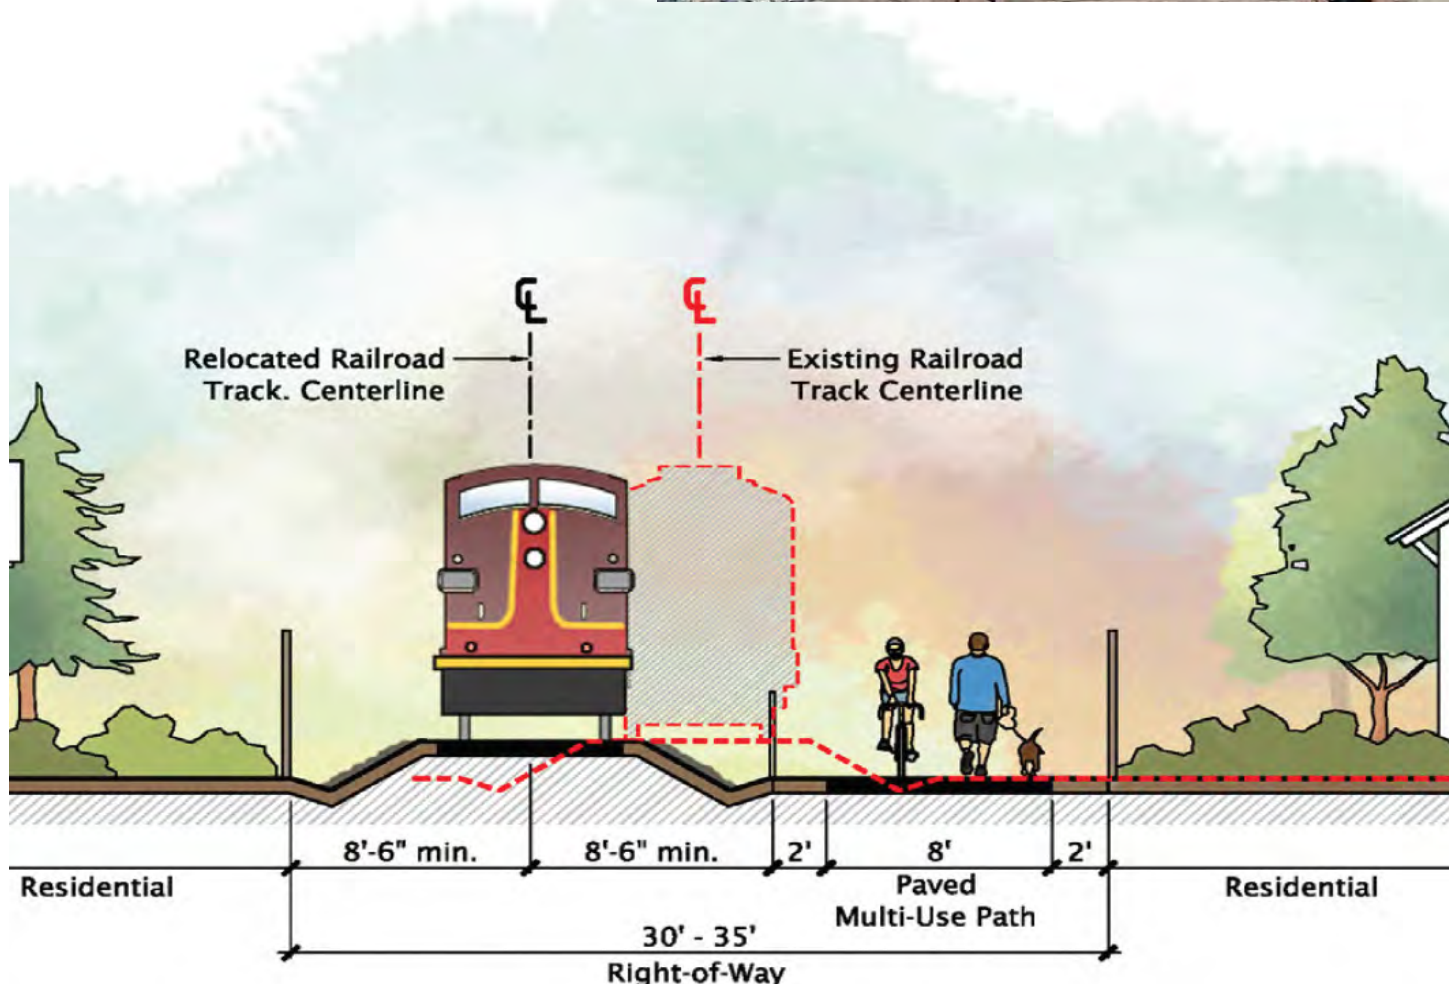 ℄ ℄
Relocated Railroad
Track. Centerline
Existing Railroad
Track Centerline
8'-6" min. 8'-6" min. 2' 8' 2'
Residential
Paved
Multi-Use Path
Residential
30' - 35'
Right-of-Way